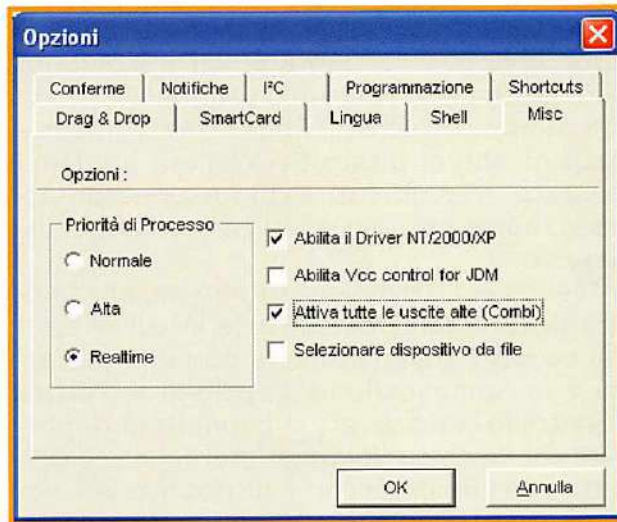 Opzioni
Conferme Notifiche I²C Programmazione Shortcuts
Drag & Drop SmartCard Lingua Shell Misc
Opzioni :
Priorità di Processo
Normale
Alta
Realtime
Abilita il Driver NT/2000/XP
Abilita Vcc control for JDM
Attiva tutte le uscite alte (Combi)
Selezionare dispositivo da file
OK Annulla